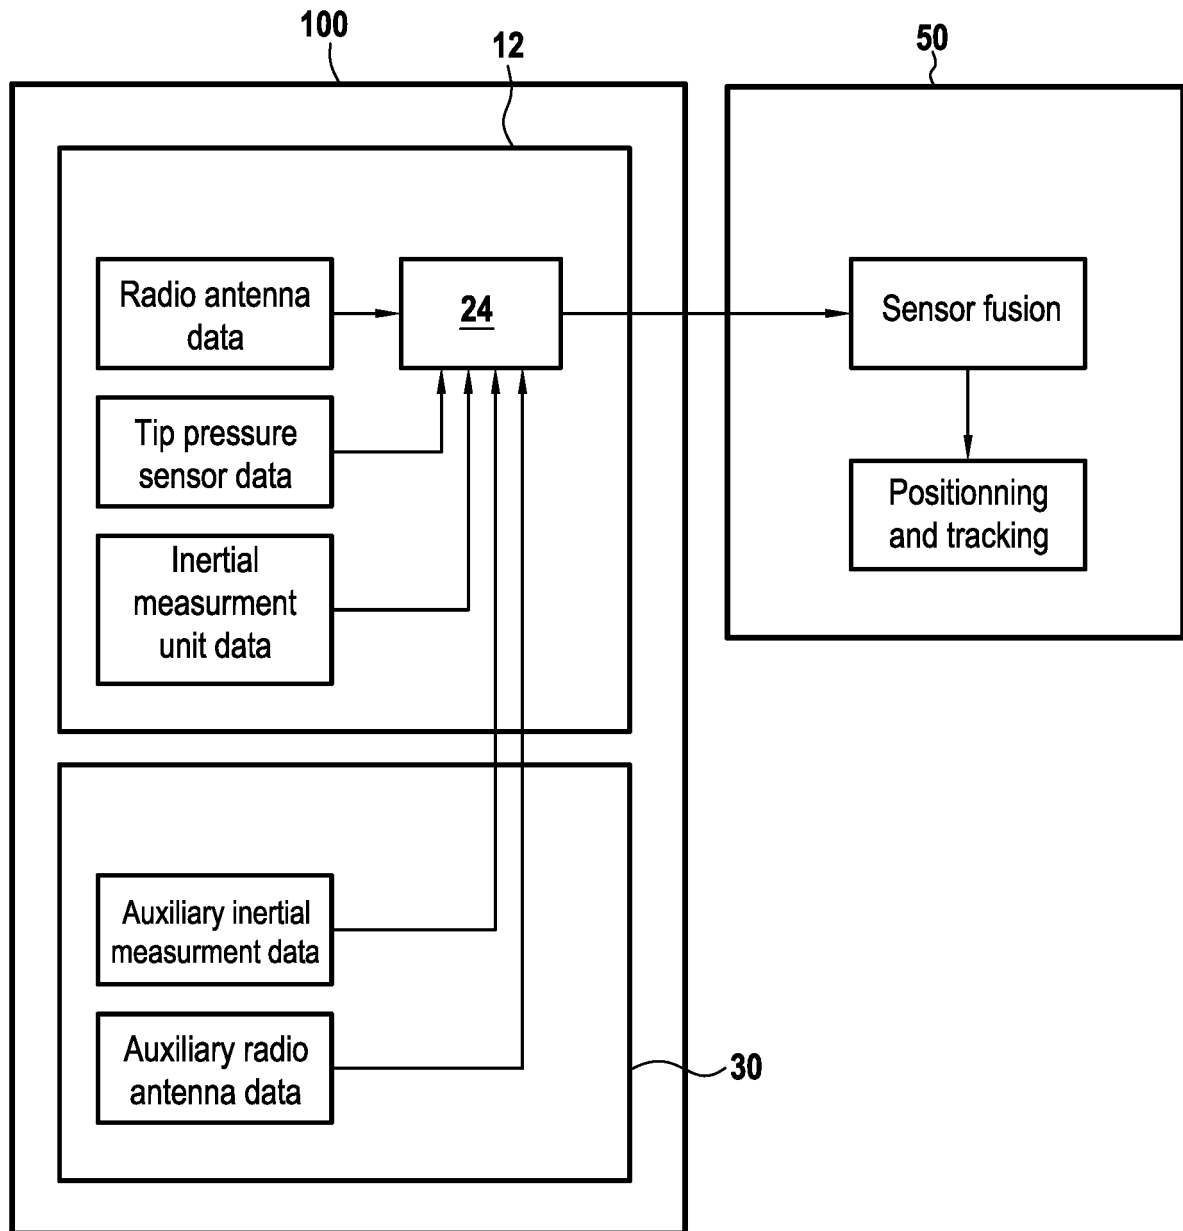 100
12
50
Radio antenna
data
24
Sensor fusion
Tip pressure
sensor data
Positionning
and tracking
Inertial
measurment
unit data
Auxiliary inertial
measurment data
Auxiliary radio
antenna data
30